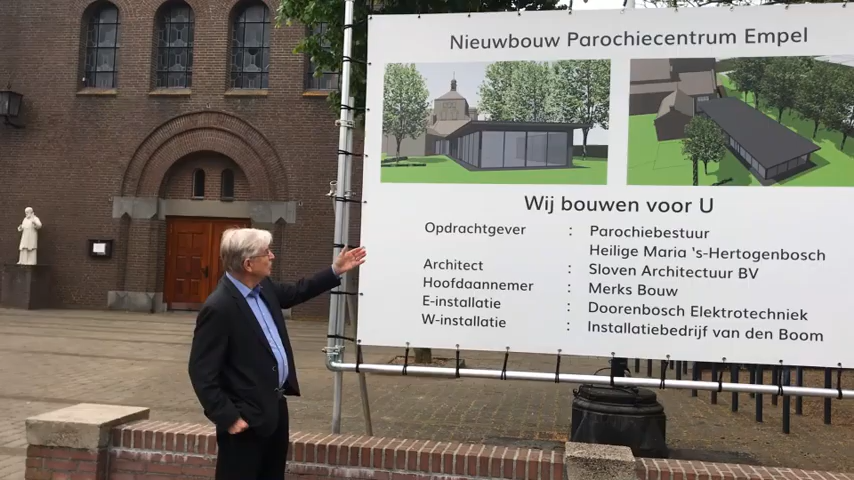 Nieuwbouw Parochiecentrum Empel
Wij bouwen voor U
Opdrachtgever : Parochiebestuur
Heilige Maria 's-Hertogenbosch
Architect : Sloven Architectuur BV
Hoofdaannemer : Merks Bouw
E-installatie : Doorenbosch Elektrotechniek
W-installatie : Installatiebedrijf van den Boom